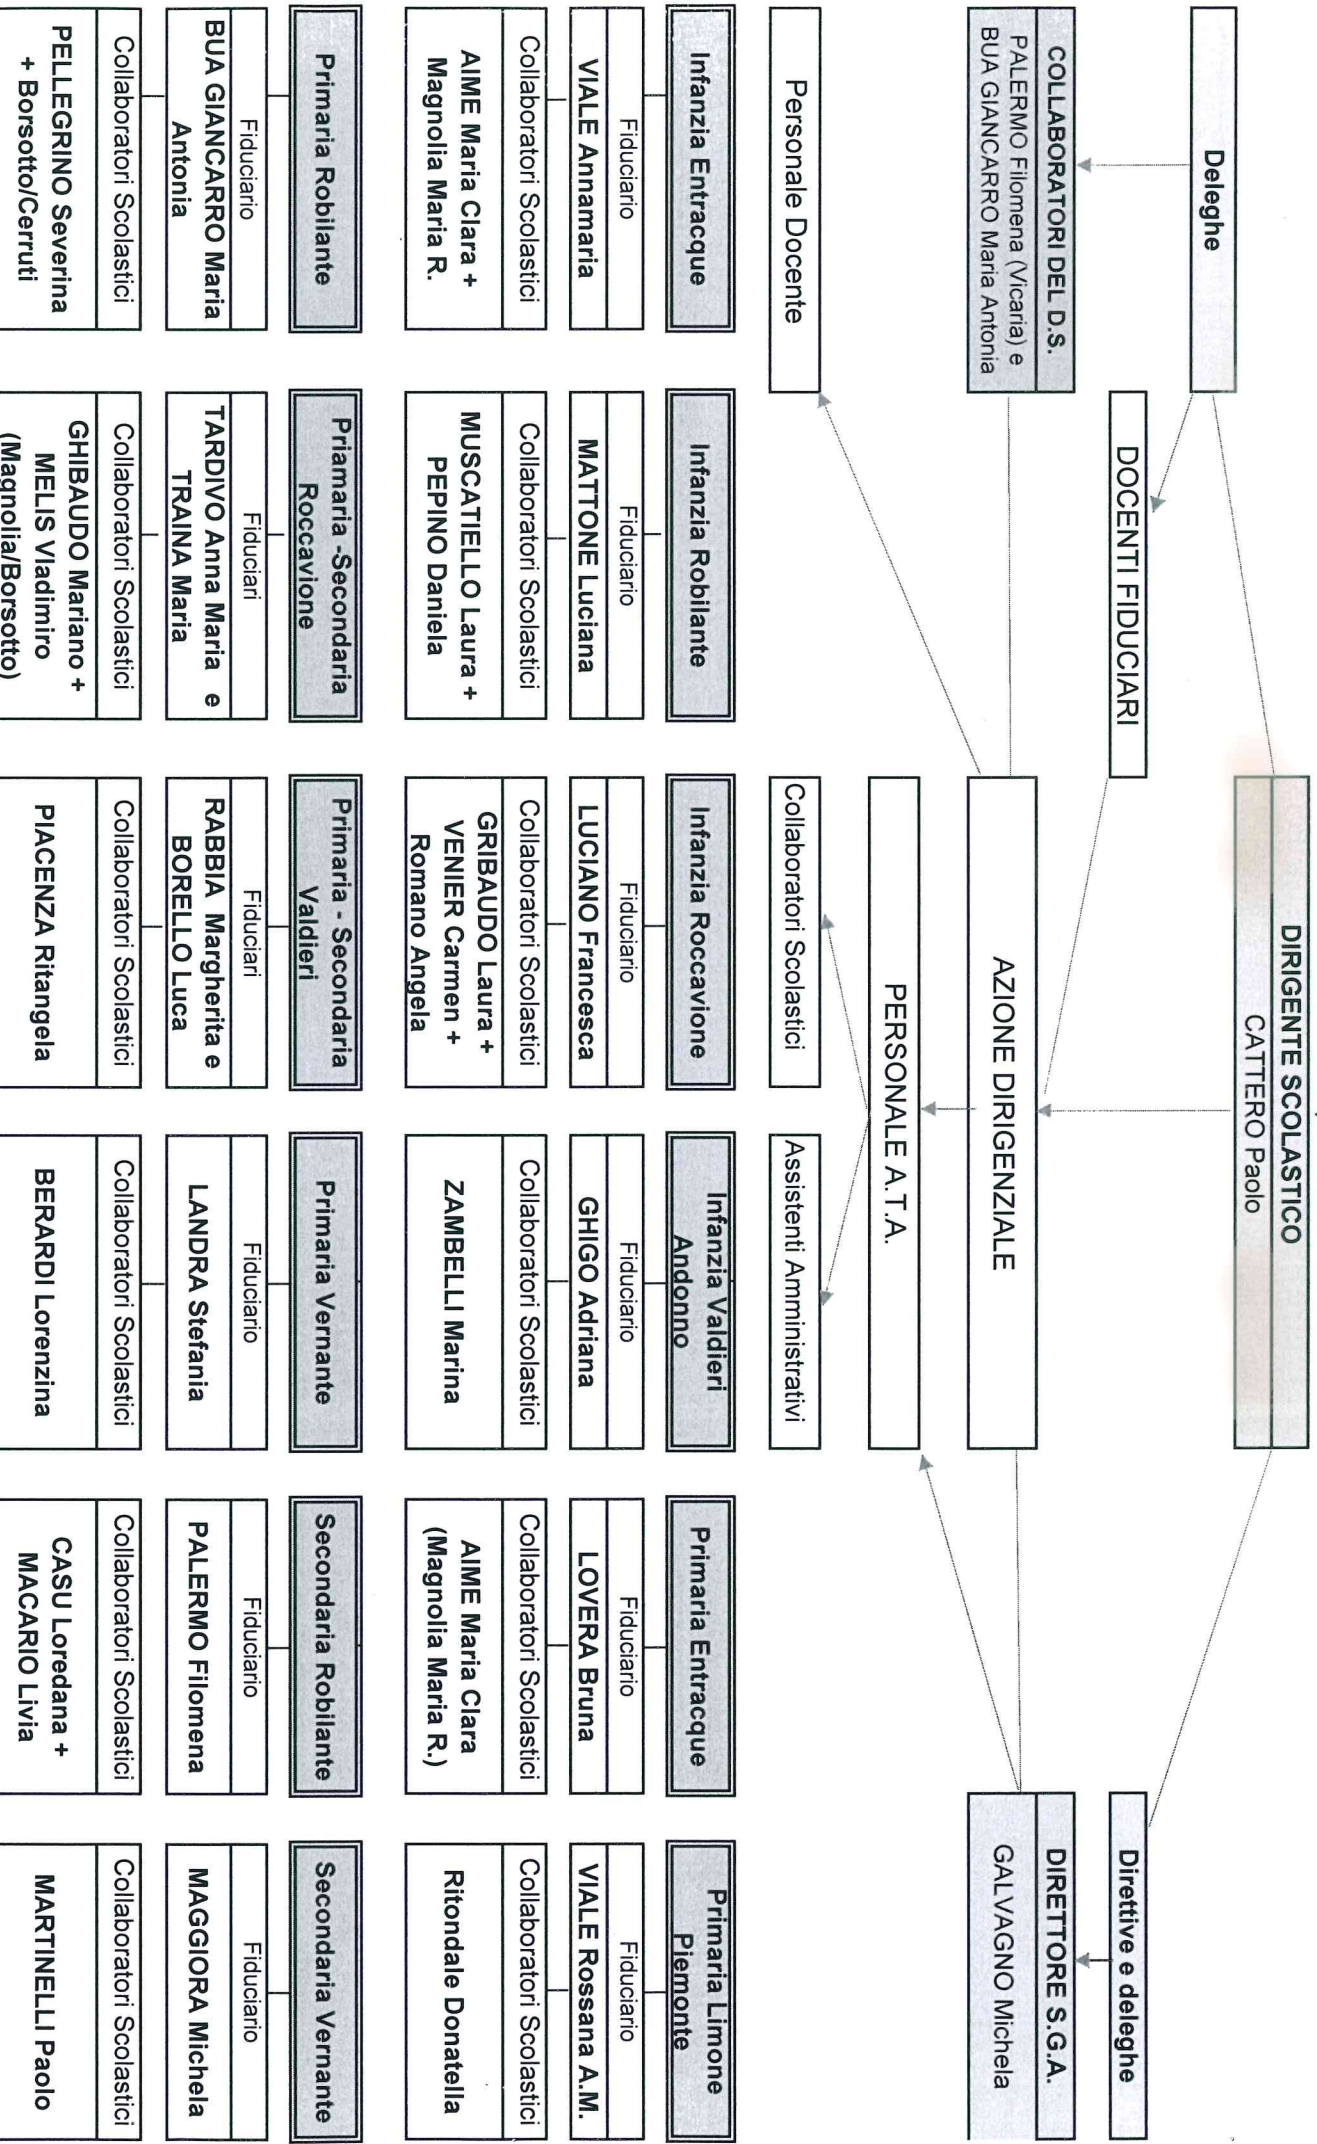 DIRIGENTE SCOLASTICO
CATTERO Paolo
Deleghe
DOCENTI FIDUCIARI
Direttive e deleghe
COLLABORATORI DEL D.S.
PALERMO Filomena (Vicaria) e
BUA GIANCARRO Maria Antonia
AZIONE DIRIGENZIALE
DIRETTORE S.G.A.
GALVAGNO Michela
PERSONALE A.T.A.
Personale Docente
Collaboratori Scolastici
Assistenti Amministrativi
Infanzia Entracque
Fiduciario
VIALE Annamaria
Collaboratori Scolastici
AIME Maria Clara +
Magnolia Maria R.
Infanzia Robilante
Fiduciario
MATTONE Luciana
Collaboratori Scolastici
MUSCATIELLO Laura +
PEPINO Daniela
Infanzia Roccavione
Fiduciario
LUCIANO Francesca
Collaboratori Scolastici
GRIBAUDO Laura +
VENIER Carmen +
Romano Angela
Infanzia Valdieri
Andonno
Fiduciario
GHIGO Adriana
Collaboratori Scolastici
ZAMBELLI Marina
Primaria Entracque
Fiduciario
LOVERA Bruna
Collaboratori Scolastici
AIME Maria Clara
(Magnolia Maria R.)
Primaria Limone
Piemonte
Fiduciario
VIALE Rossana A.M.
Collaboratori Scolastici
Ritondale Donatella
Primaria Robilante
Fiduciario
BUA GIANCARRO Maria
Antonia
Collaboratori Scolastici
PELLEGRINO Severina
+ Borsotto/Cerruti
Priamaria -Secondaria
Roccavione
Fiduciari
TARDIVO Anna Maria e
TRAINA Maria
Collaboratori Scolastici
GHIBAUDO Mariano +
MELIS Vladimiro
(Magnolia/Borsotto)
Primaria - Secondaria
Valdieri
Fiduciari
RABBIA Margherita e
BORELLO Luca
Collaboratori Scolastici
PIACENZA Ritangela
Primaria Vernante
Fiduciario
LANDRA Stefania
Collaboratori Scolastici
BERARDI Lorenzina
Secondaria Robilante
Fiduciario
PALERMO Filomena
Collaboratori Scolastici
CASU Loredana +
MACARIO Livia
Secondaria Vernante
Fiduciario
MAGGIORA Michela
Collaboratori Scolastici
MARTINELLI Paolo